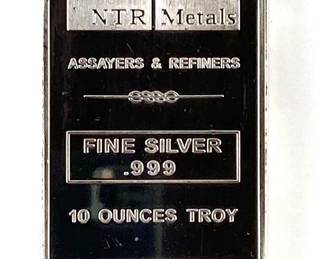 NTR Metals
ASSAYERS & REFINERS
FINE SILVER
.999
10 OUNCES TROY